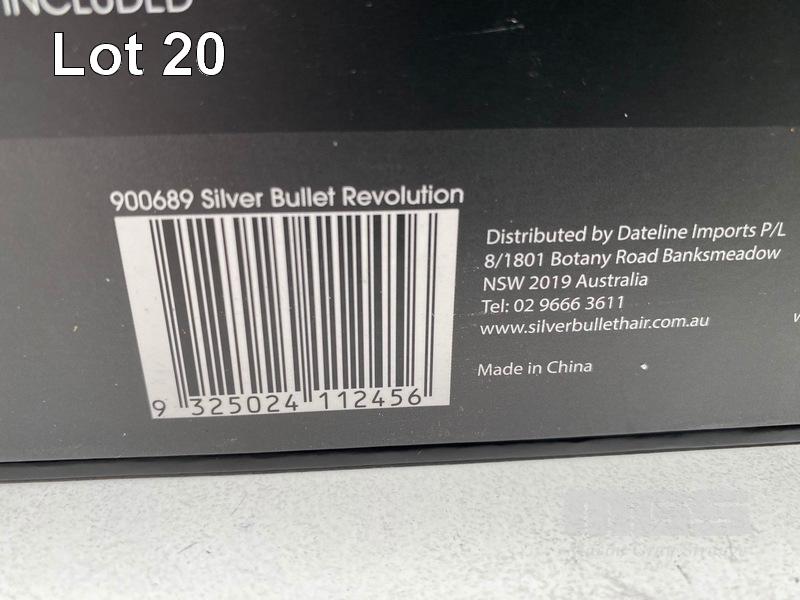 INCLUDED
Lot 20
900689 Silver Bullet Revolution
9 325024 112456
Distributed by Dateline Imports P/L
8/1801 Botany Road Banksmeadow
NSW 2019 Australia
Tel: 02 9666 3611
www.silverbullethair.com.au
Made in China